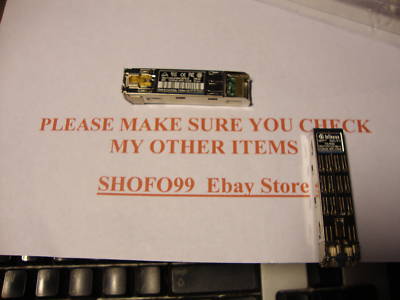 PLEASE MAKE SURE YOU CHECK
MY OTHER ITEMS
SHOFO99 Ebay Store